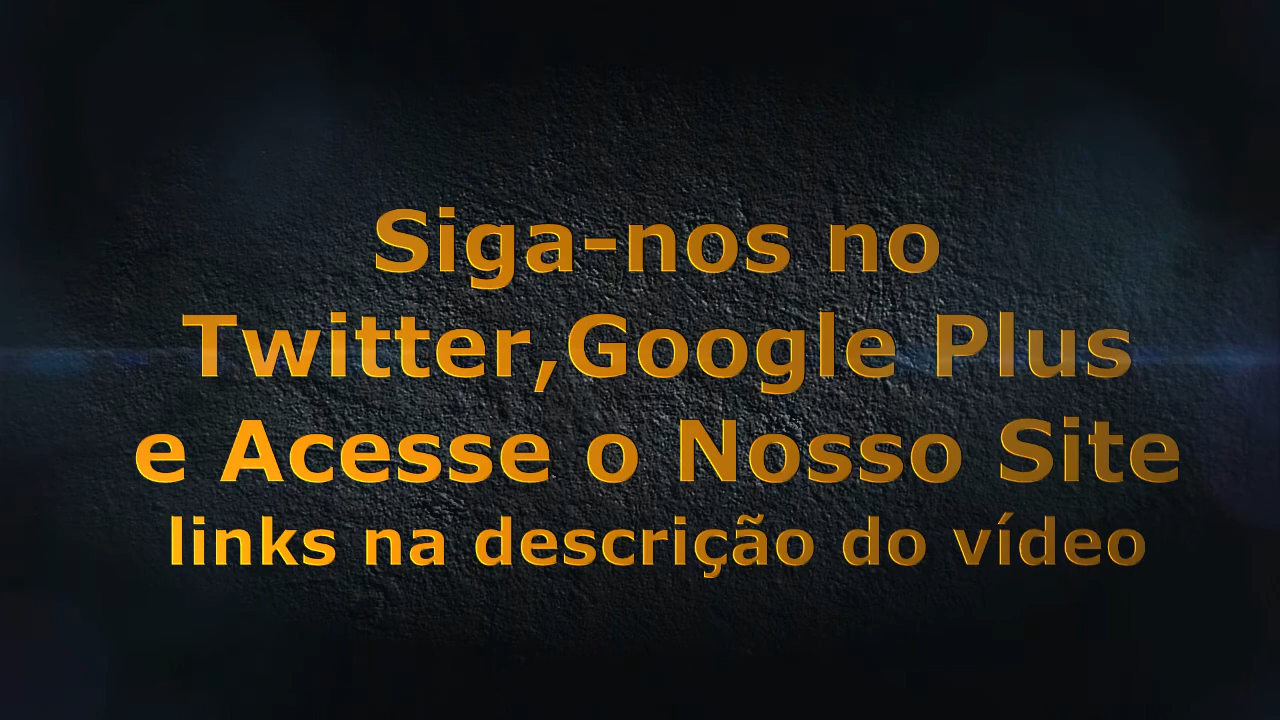 Siga-nos no
Twitter,Google Plus
e Acesse o Nosso Site
links na descrição do vídeo